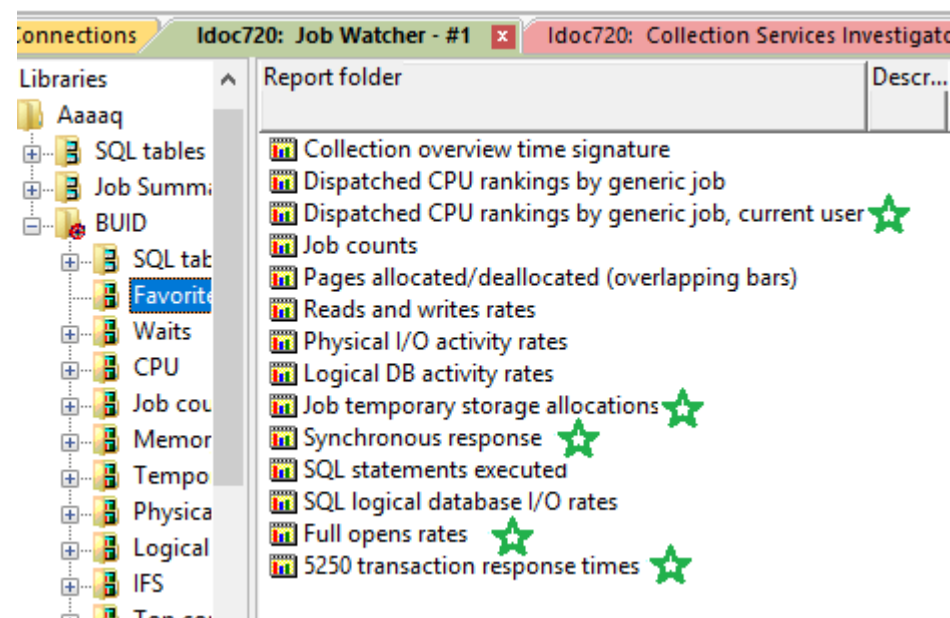 Connections
Idoc720: Job Watcher - #1
Idoc720: Collection Services Investigato
Libraries
Aaaaq
SQL tables
Job Summa
BUID
SQL tab
Favorite
Waits
CPU
Job cou
Memor
Tempo
Physica
Logical
IFS
Report folder
Descr...
Collection overview time signature
Dispatched CPU rankings by generic job
Dispatched CPU rankings by generic job, current user
Job counts
Pages allocated/deallocated (overlapping bars)
Reads and writes rates
Physical I/O activity rates
Logical DB activity rates
Job temporary storage allocations
Synchronous response
SQL statements executed
SQL logical database I/O rates
Full opens rates
5250 transaction response times